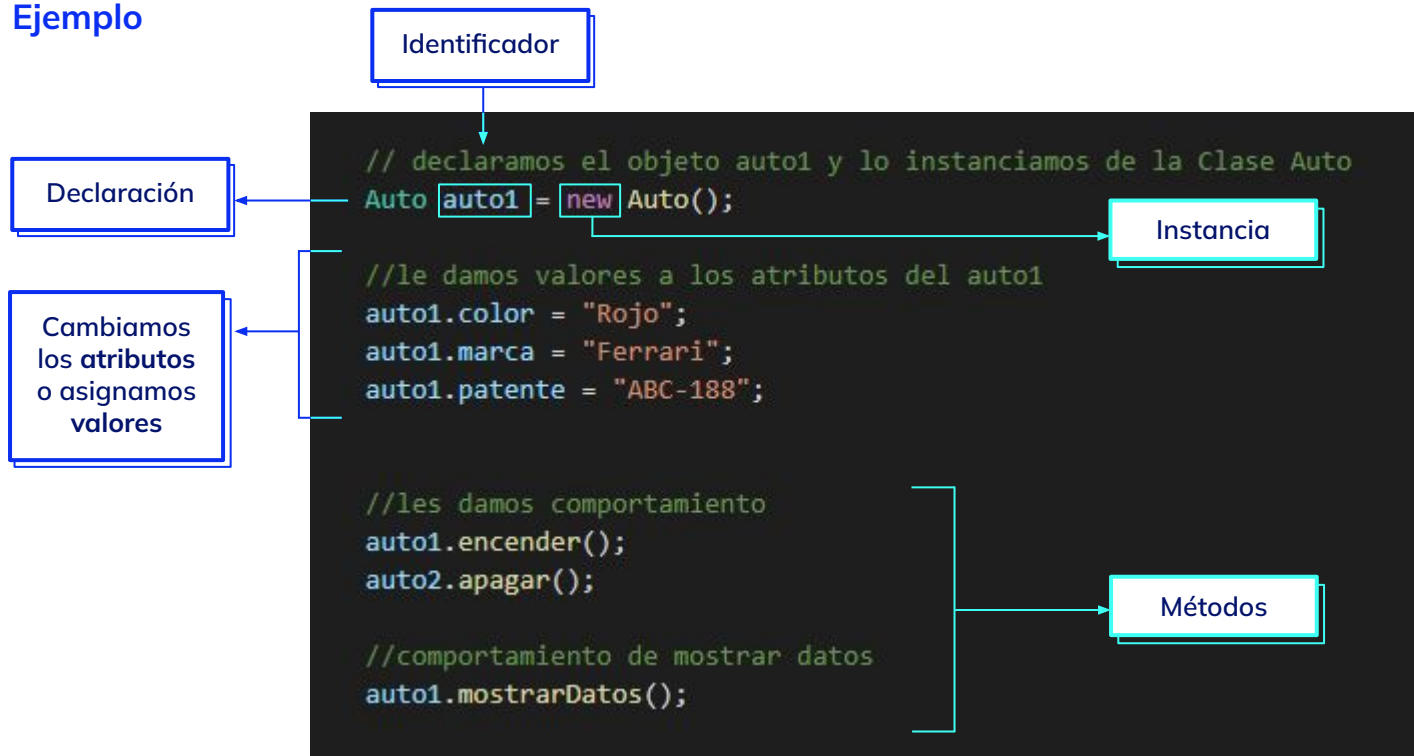 Ejemplo
Identificador
Declaración
// declaramos el objeto auto1 y lo instanciamos de la Clase Auto
Auto auto1 = new Auto();
Instancia
Cambiamos
los atributos
o asignamos
valores
//le damos valores a los atributos del auto1
auto1.color = "Rojo";
auto1.marca = "Ferrari";
auto1.patente = "ABC-188";
//les damos comportamiento
auto1.encender();
auto2.apagar();
Métodos
//comportamiento de mostrar datos
auto1.mostrarDatos();